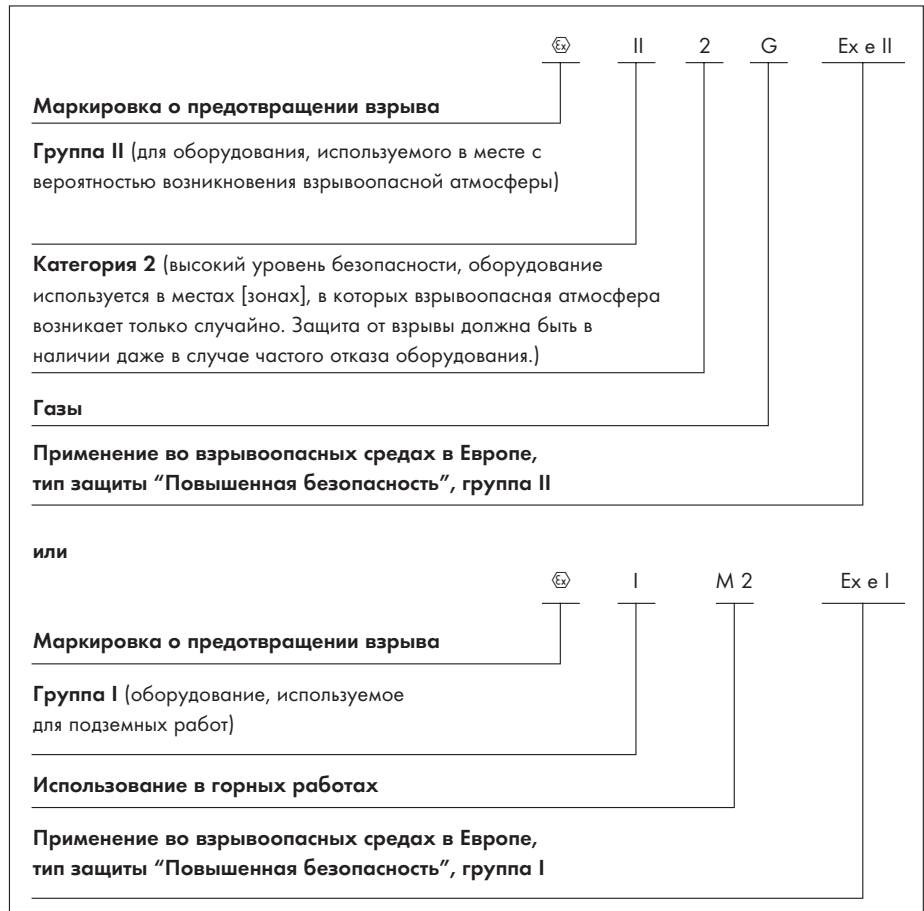 Ex II 2 G Ex e II
Маркировка о предотвращении взрыва
Группа II (для оборудования, используемого в месте с
вероятностью возникновения взрывоопасной атмосферы)
Категория 2 (высокий уровень безопасности, оборудование
используется в местах [зонах], в которых взрывоопасная атмосфера
возникает только случайно. Защита от взрывы должна быть в
наличии даже в случае частого отказа оборудования.)
Газы
Применение во взрывоопасных средах в Европе,
тип защиты “Повышенная безопасность”, группа II
или
Ex I M 2 Ex e I
Маркировка о предотвращении взрыва
Группа I (оборудование, используемое
для подземных работ)
Использование в горных работах
Применение во взрывоопасных средах в Европе,
тип защиты “Повышенная безопасность”, группа I